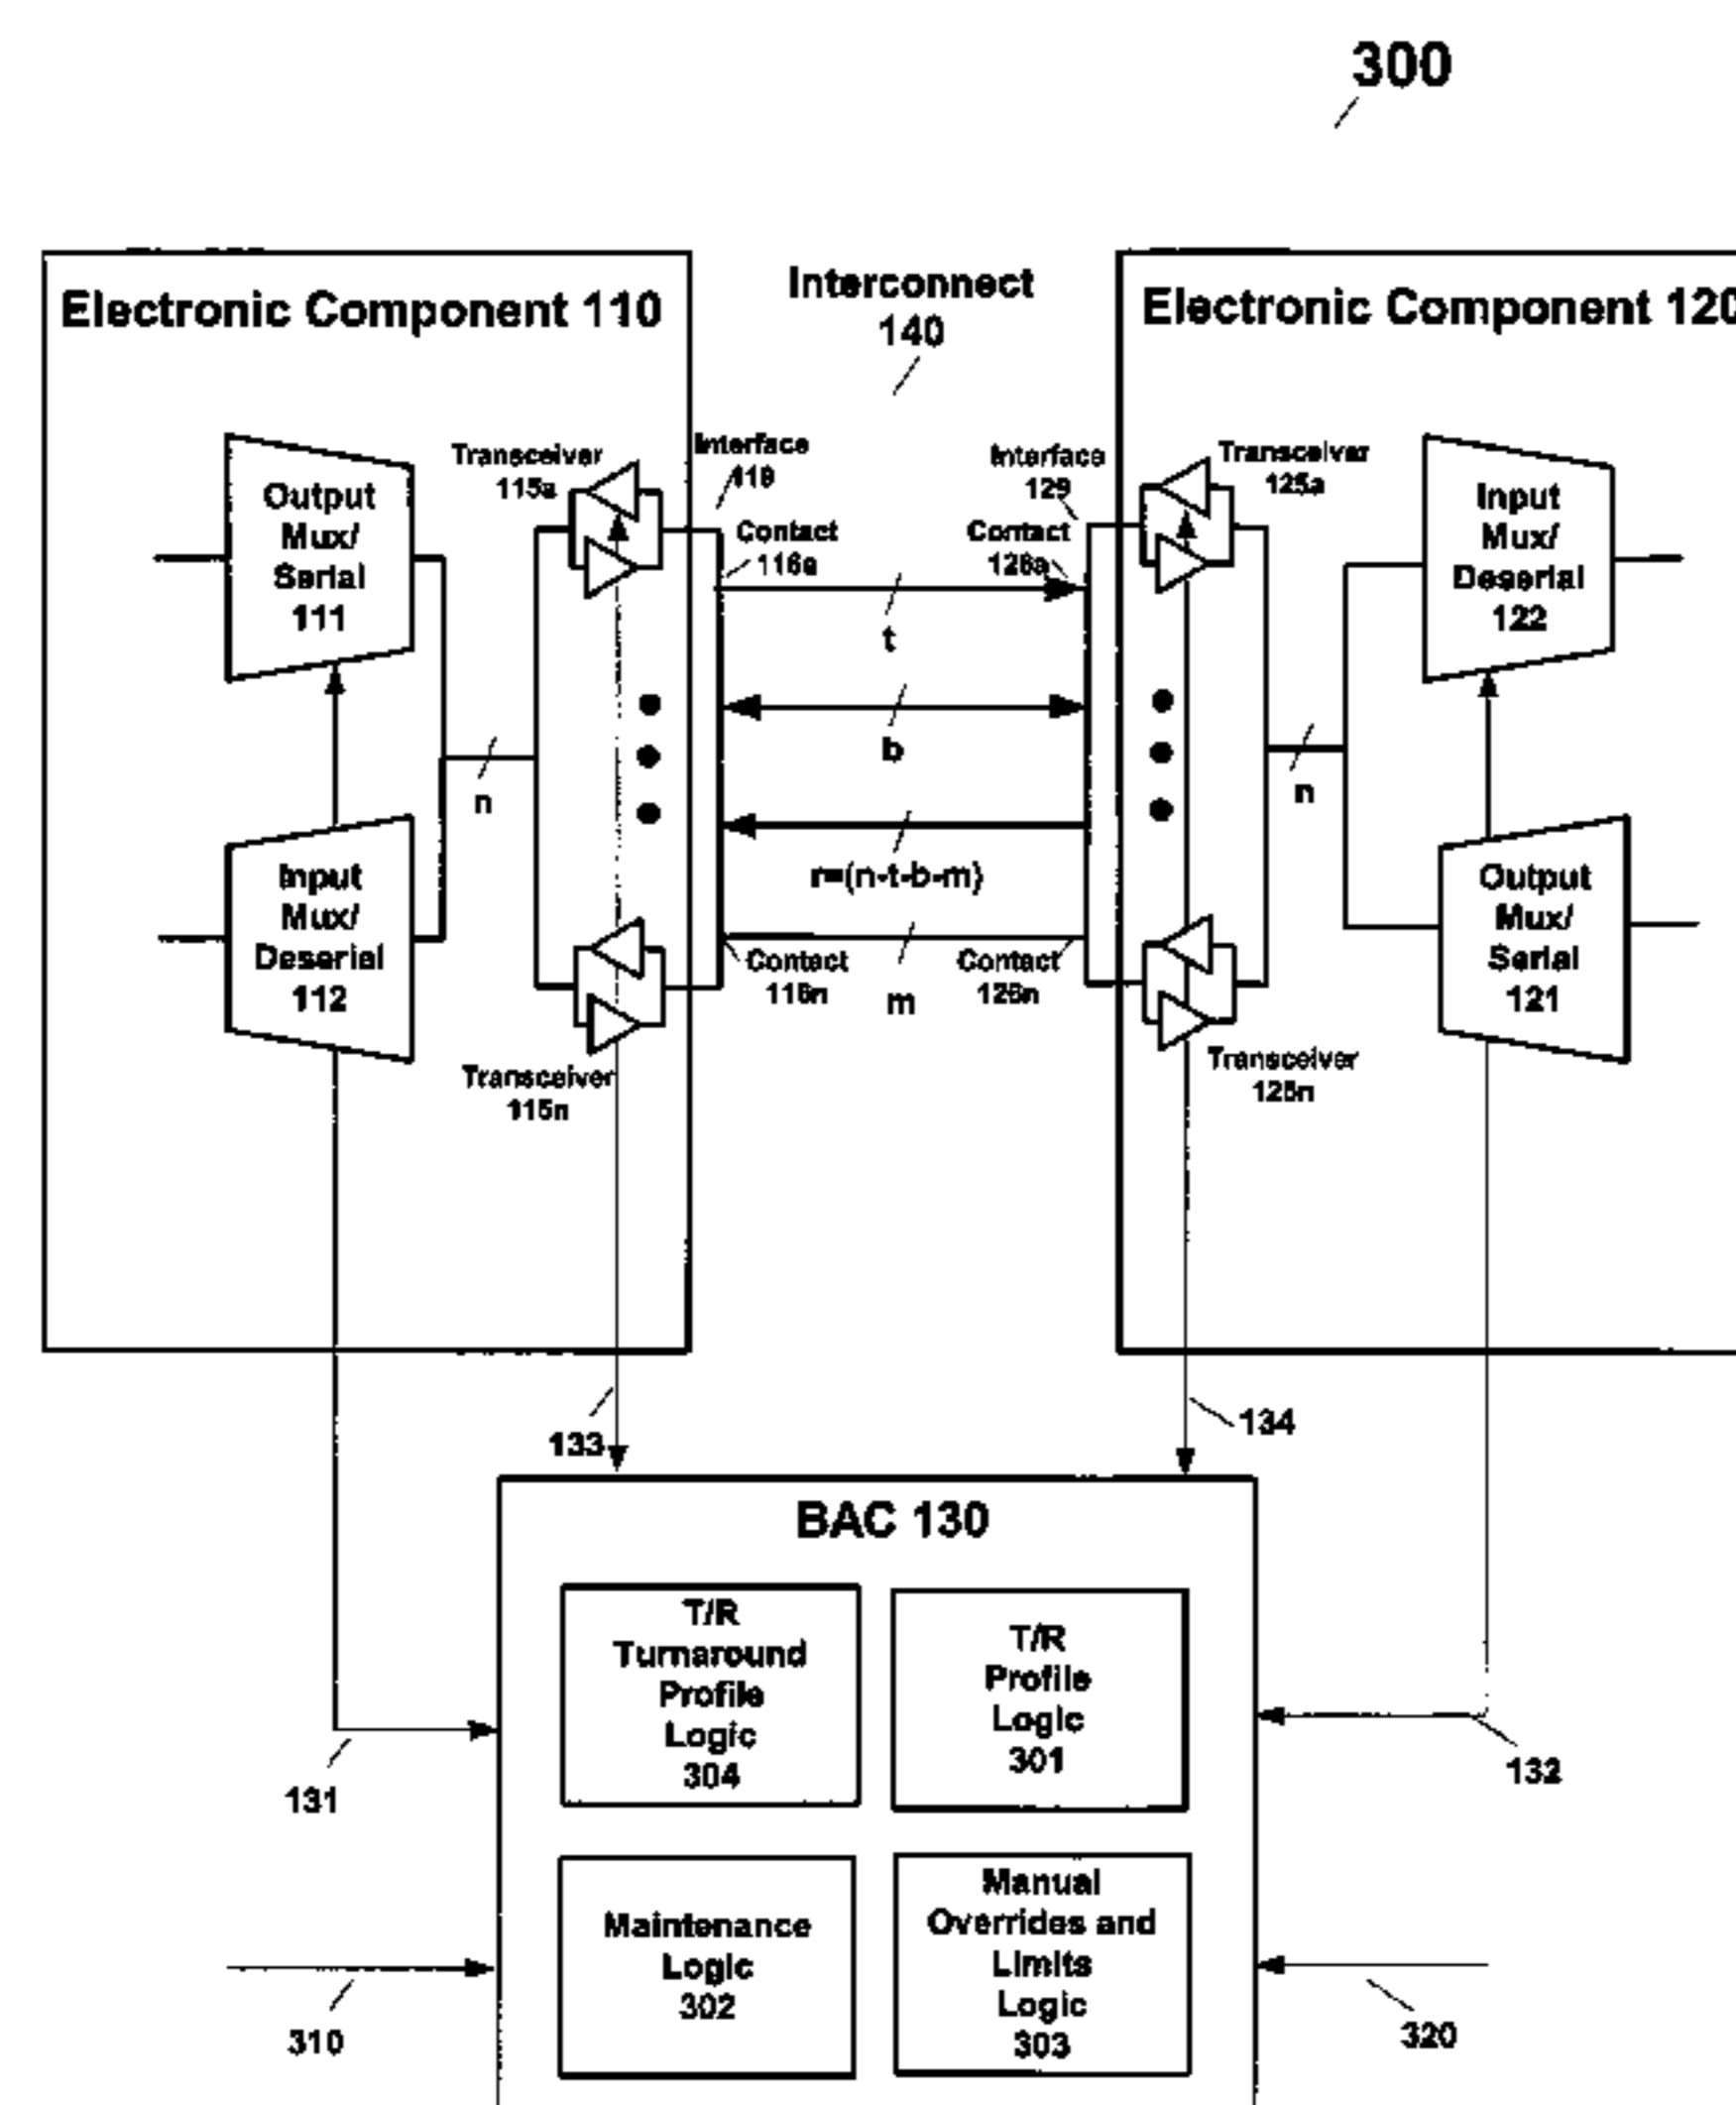 300
Electronic Component 110
Interconnect
140
Electronic Component 120
Transceiver
115a
Interface
119
Contact
116a
Interface
129
Contact
126a
Transceiver
125a
Output
Mux/
Serial
111
Input
Mux/
Deserial
122
t
b
n
n
r=(n-t-b-m)
Input
Mux/
Deserial
112
Output
Mux/
Serial
121
Contact
116n
m
Contact
126n
Transceiver
115n
Transceiver
125n
133
134
BAC 130
T/R
Turnaround
Profile
Logic
304
T/R
Profile
Logic
301
131
132
Maintenance
Logic
302
Manual
Overrides and
Limits
Logic
303
310
320